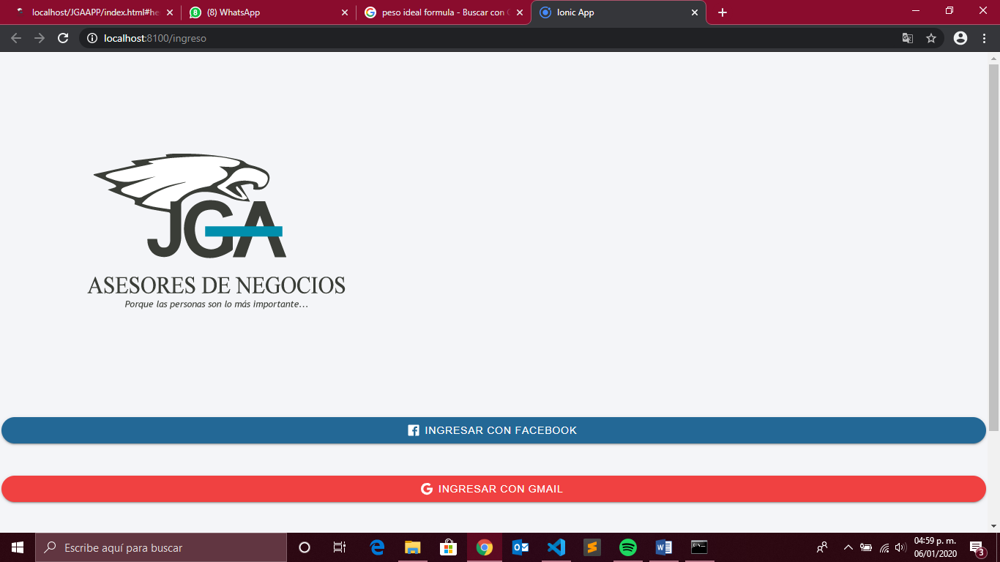 localhost/JGAAPP/index.html#he
(8) WhatsApp
peso ideal formula - Buscar con G
Ionic App
localhost:8100/ingreso
JGA
ASESORES DE NEGOCIOS
Porque las personas son lo más importante...
INGRESAR CON FACEBOOK
INGRESAR CON GMAIL
Escribe aquí para buscar
04:59 p. m.
06/01/2020
3